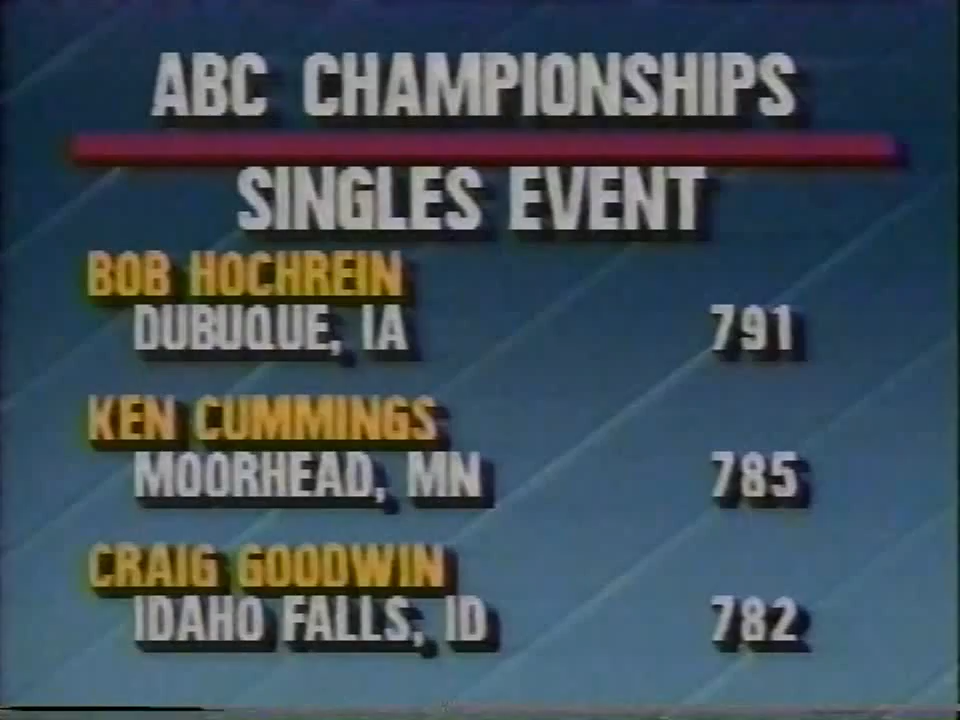 ABC CHAMPIONSHIPS
SINGLES EVENT
BOB HOCHREIN
DUBUQUE, IA 791
KEN CUMMINGS
MOORHEAD, MN 785
CRAIG GOODWIN
IDAHO FALLS, ID 782